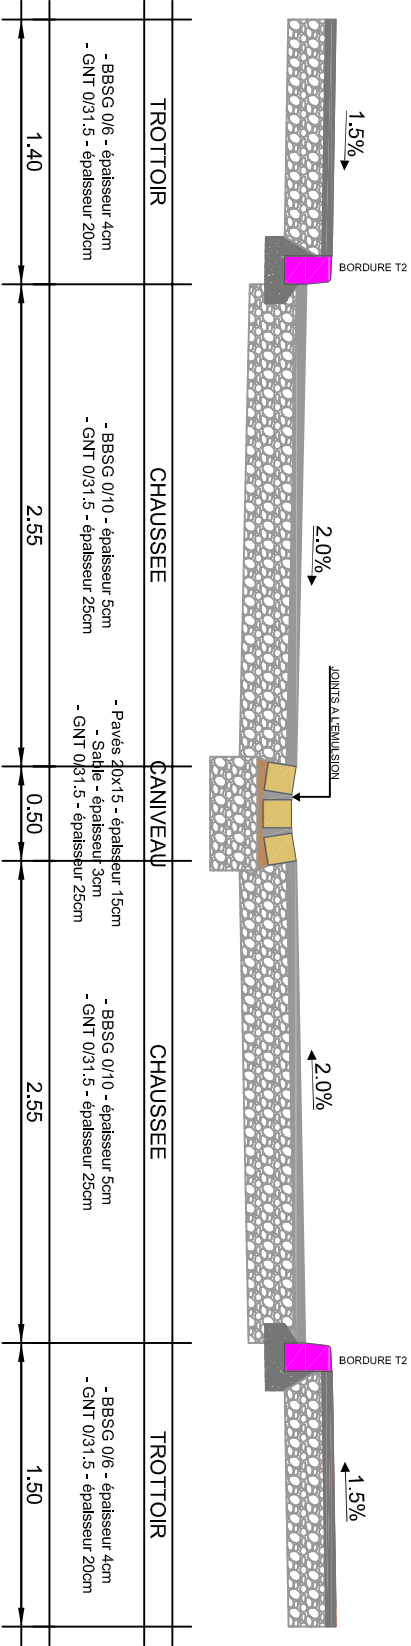 1.5%
BORDURE T2
2.0%
JOINTS A L'EMULSION
2.0%
BORDURE T2
1.5%
TROTTOIR
CHAUSSEE
CANIVEAU
CHAUSSEE
TROTTOIR
- BBSG 0/6 - épaisseur 4cm
- GNT 0/31.5 - épaisseur 20cm
- BBSG 0/10 - épaisseur 5cm
- GNT 0/31.5 - épaisseur 25cm
- Pavés 20x15 - épaisseur 15cm
- Sable - épaisseur 3cm
- GNT 0/31.5 - épaisseur 25cm
- BBSG 0/10 - épaisseur 5cm
- GNT 0/31.5 - épaisseur 25cm
- BBSG 0/6 - épaisseur 4cm
- GNT 0/31.5 - épaisseur 20cm
1.40
2.55
0.50
2.55
1.50